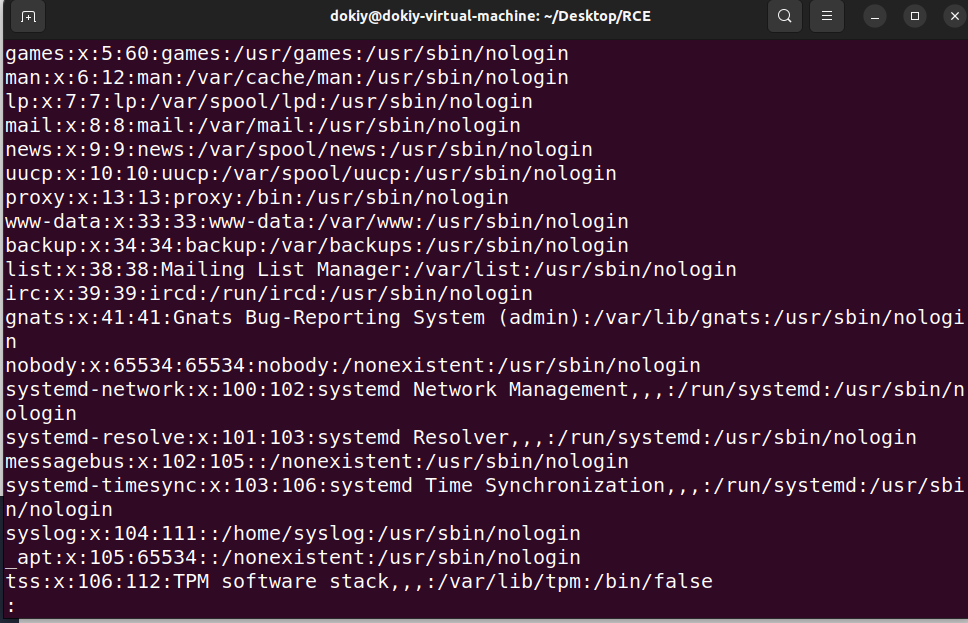 dokiy@dokiy-virtual-machine: ~/Desktop/RCE
games:x:5:60:games:/usr/games:/usr/sbin/nologin
man:x:6:12:man:/var/cache/man:/usr/sbin/nologin
lp:x:7:7:lp:/var/spool/lpd:/usr/sbin/nologin
mail:x:8:8:mail:/var/mail:/usr/sbin/nologin
news:x:9:9:news:/var/spool/news:/usr/sbin/nologin
uucp:x:10:10:uucp:/var/spool/uucp:/usr/sbin/nologin
proxy:x:13:13:proxy:/bin:/usr/sbin/nologin
www-data:x:33:33:www-data:/var/www:/usr/sbin/nologin
backup:x:34:34:backup:/var/backups:/usr/sbin/nologin
list:x:38:38:Mailing List Manager:/var/list:/usr/sbin/nologin
irc:x:39:39:ircd:/run/ircd:/usr/sbin/nologin
gnats:x:41:41:Gnats Bug-Reporting System (admin):/var/lib/gnats:/usr/sbin/nologi
n
nobody:x:65534:65534:nobody:/nonexistent:/usr/sbin/nologin
systemd-network:x:100:102:systemd Network Management,,,:/run/systemd:/usr/sbin/n
ologin
systemd-resolve:x:101:103:systemd Resolver,,,:/run/systemd:/usr/sbin/nologin
messagebus:x:102:105::/nonexistent:/usr/sbin/nologin
systemd-timesync:x:103:106:systemd Time Synchronization,,,:/run/systemd:/usr/sbi
n/nologin
syslog:x:104:111::/home/syslog:/usr/sbin/nologin
_apt:x:105:65534::/nonexistent:/usr/sbin/nologin
tss:x:106:112:TPM software stack,,,:/var/lib/tpm:/bin/false
: